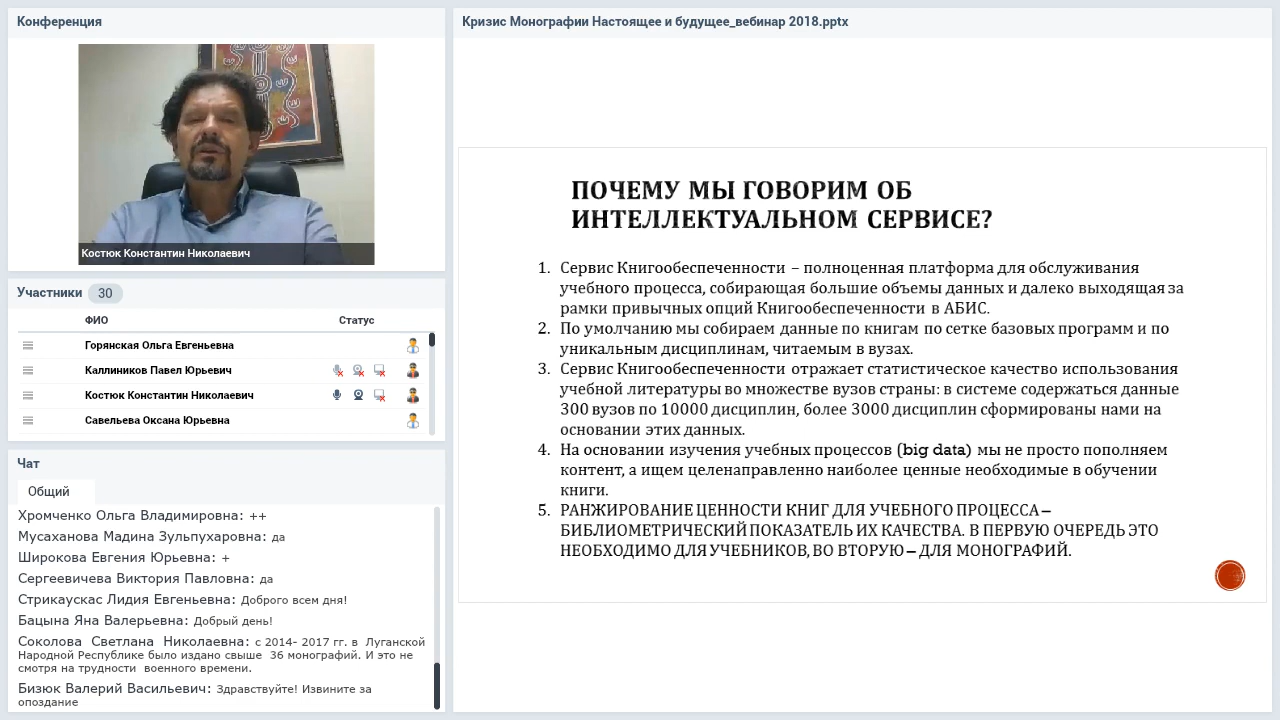 Конференция
Костюк Константин Николаевич
Участники 30
ФИО Статус
Горянская Ольга Евгеньевна
Каллиников Павел Юрьевич
Костюк Константин Николаевич
Савельева Оксана Юрьевна
Чат
Общий
Хромченко Ольга Владимировна: ++
Мусаханова Мадина Зульпухаровна: да
Широкова Евгения Юрьевна: +
Сергеевичева Виктория Павловна: да
Стрикаускас Лидия Евгеньевна: Доброго всем дня!
Бацына Яна Валерьевна: Добрый день!
Соколова Светлана Николаевна: с 2014- 2017 гг. в Луганской
Народной Республике было издано свыше 36 монографий. И это не
смотря на трудности военного времени.
Бизюк Валерий Васильевич: Здравствуйте! Извините за
опоздание
Кризис Монографии Настоящее и будущее_вебинар 2018.pptx
ПОЧЕМУ МЫ ГОВОРИМ ОБ
ИНТЕЛЛЕКТУАЛЬНОМ СЕРВИСЕ?
1. Сервис Книгообеспеченности – полноценная платформа для обслуживания
учебного процесса, собирающая большие объемы данных и далеко выходящая за
рамки привычных опций Книгообеспеченности в АБИС.
2. По умолчанию мы собираем данные по книгам по сетке базовых программ и по
уникальным дисциплинам, читаемым в вузах.
3. Сервис Книгообеспеченности отражает статистическое качество использования
учебной литературы во множестве вузов страны: в системе содержаться данные
300 вузов по 10000 дисциплин, более 3000 дисциплин сформированы нами на
основании этих данных.
4. На основании изучения учебных процессов (big data) мы не просто пополняем
контент, а ищем целенаправленно наиболее ценные необходимые в обучении
книги.
5. РАНЖИРОВАНИЕ ЦЕННОСТИ КНИГ ДЛЯ УЧЕБНОГО ПРОЦЕССА –
БИБЛИОМЕТРИЧЕСКИЙ ПОКАЗАТЕЛЬ ИХ КАЧЕСТВА. В ПЕРВУЮ ОЧЕРЕДЬ ЭТО
НЕОБХОДИМО ДЛЯ УЧЕБНИКОВ, ВО ВТОРУЮ – ДЛЯ МОНОГРАФИЙ.